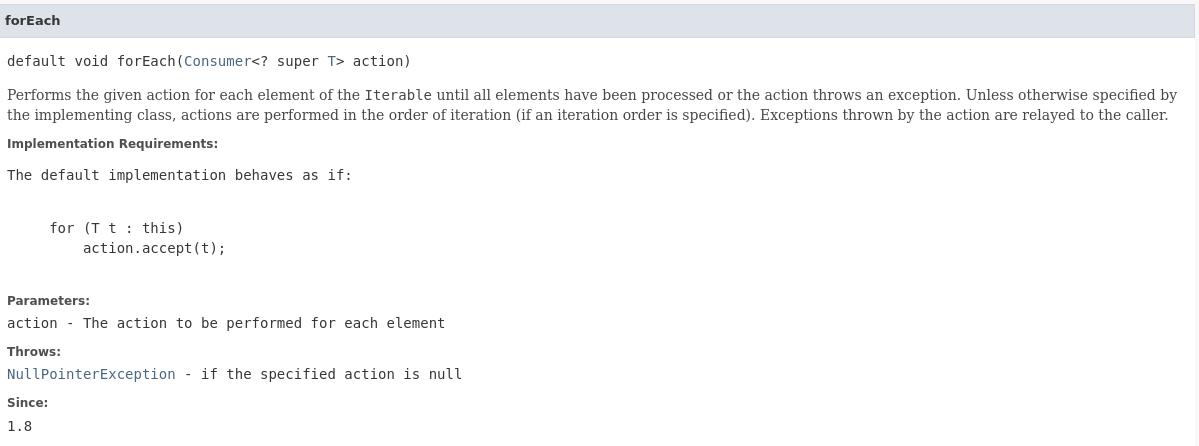 forEach
default void forEach(Consumer<? super T> action)
Performs the given action for each element of the Iterable until all elements have been processed or the action throws an exception. Unless otherwise specified by
the implementing class, actions are performed in the order of iteration (if an iteration order is specified). Exceptions thrown by the action are relayed to the caller.
Implementation Requirements:
The default implementation behaves as if:
for (T t : this)
action.accept(t);
Parameters:
action - The action to be performed for each element
Throws:
NullPointerException - if the specified action is null
Since:
1.8